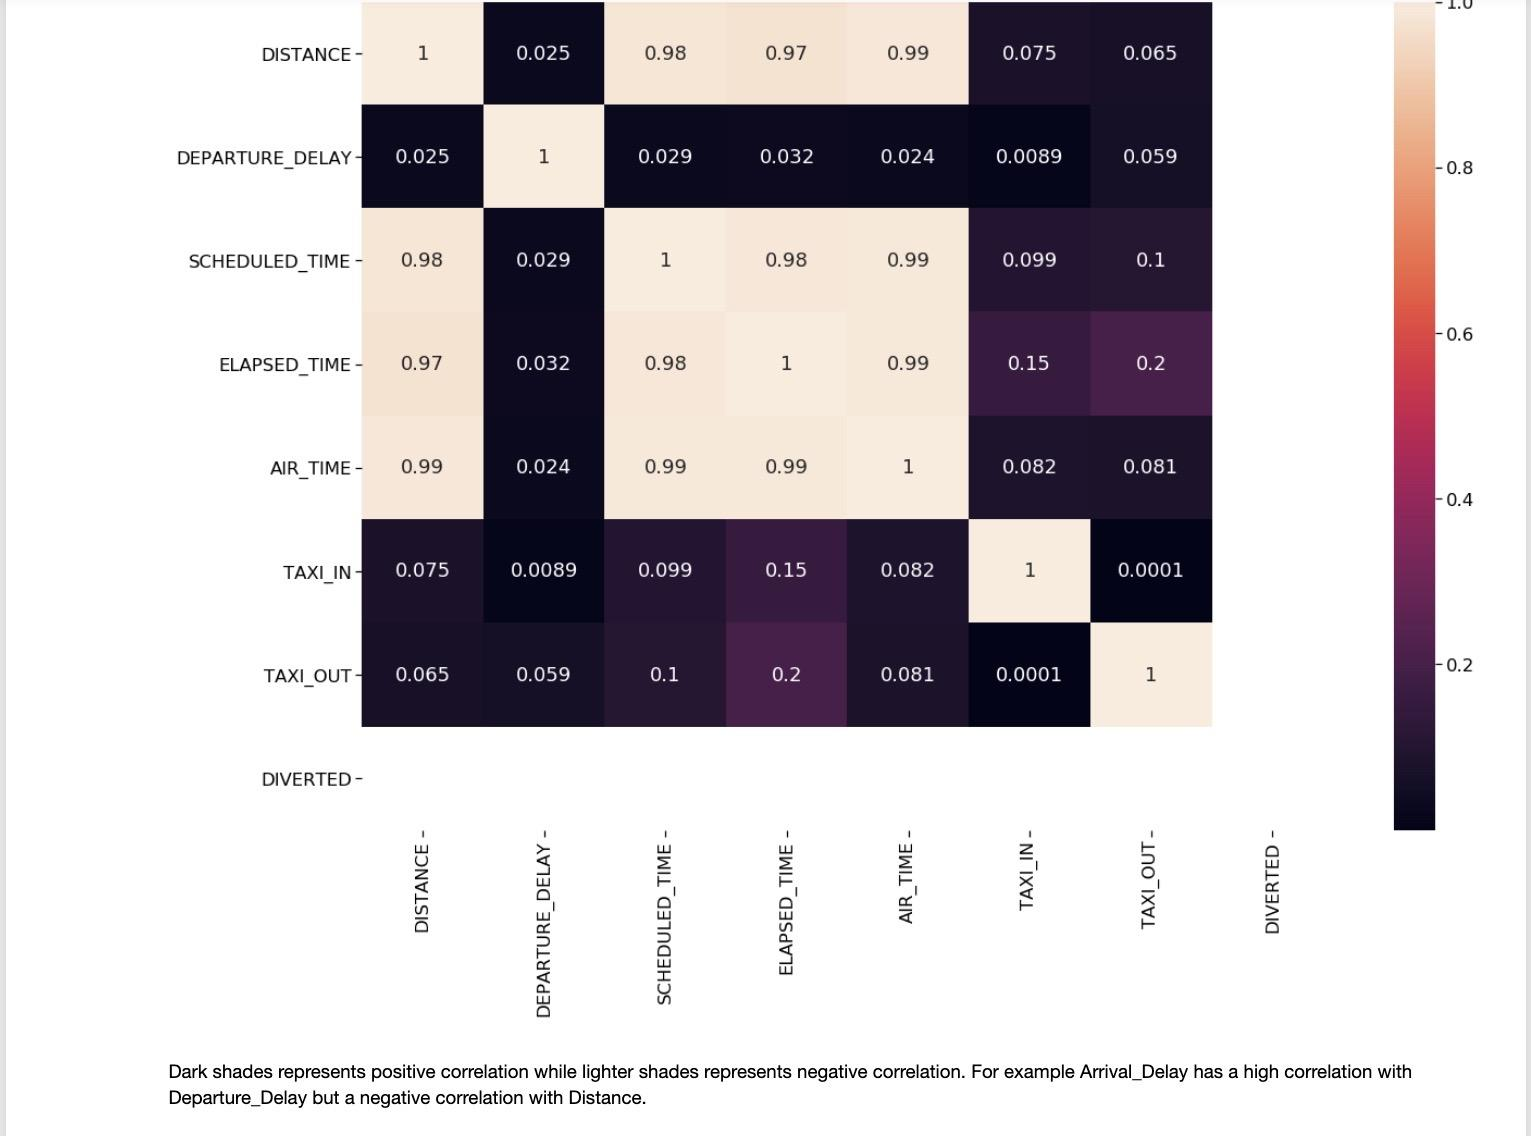 1.0
DISTANCE 1 0.025 0.98 0.97 0.99 0.075 0.065
0.8
DEPARTURE_DELAY 0.025 1 0.029 0.032 0.024 0.0089 0.059
SCHEDULED_TIME 0.98 0.029 1 0.98 0.99 0.099 0.1
0.6
ELAPSED_TIME 0.97 0.032 0.98 1 0.99 0.15 0.2
AIR_TIME 0.99 0.024 0.99 0.99 1 0.082 0.081
0.4
TAXI_IN 0.075 0.0089 0.099 0.15 0.082 1 0.0001
0.2
TAXI_OUT 0.065 0.059 0.1 0.2 0.081 0.0001 1
DIVERTED
DISTANCE
DEPARTURE_DELAY
SCHEDULED_TIME
ELAPSED_TIME
AIR_TIME
TAXI_IN
TAXI_OUT
DIVERTED
Dark shades represents positive correlation while lighter shades represents negative correlation. For example Arrival_Delay has a high correlation with
Departure_Delay but a negative correlation with Distance.